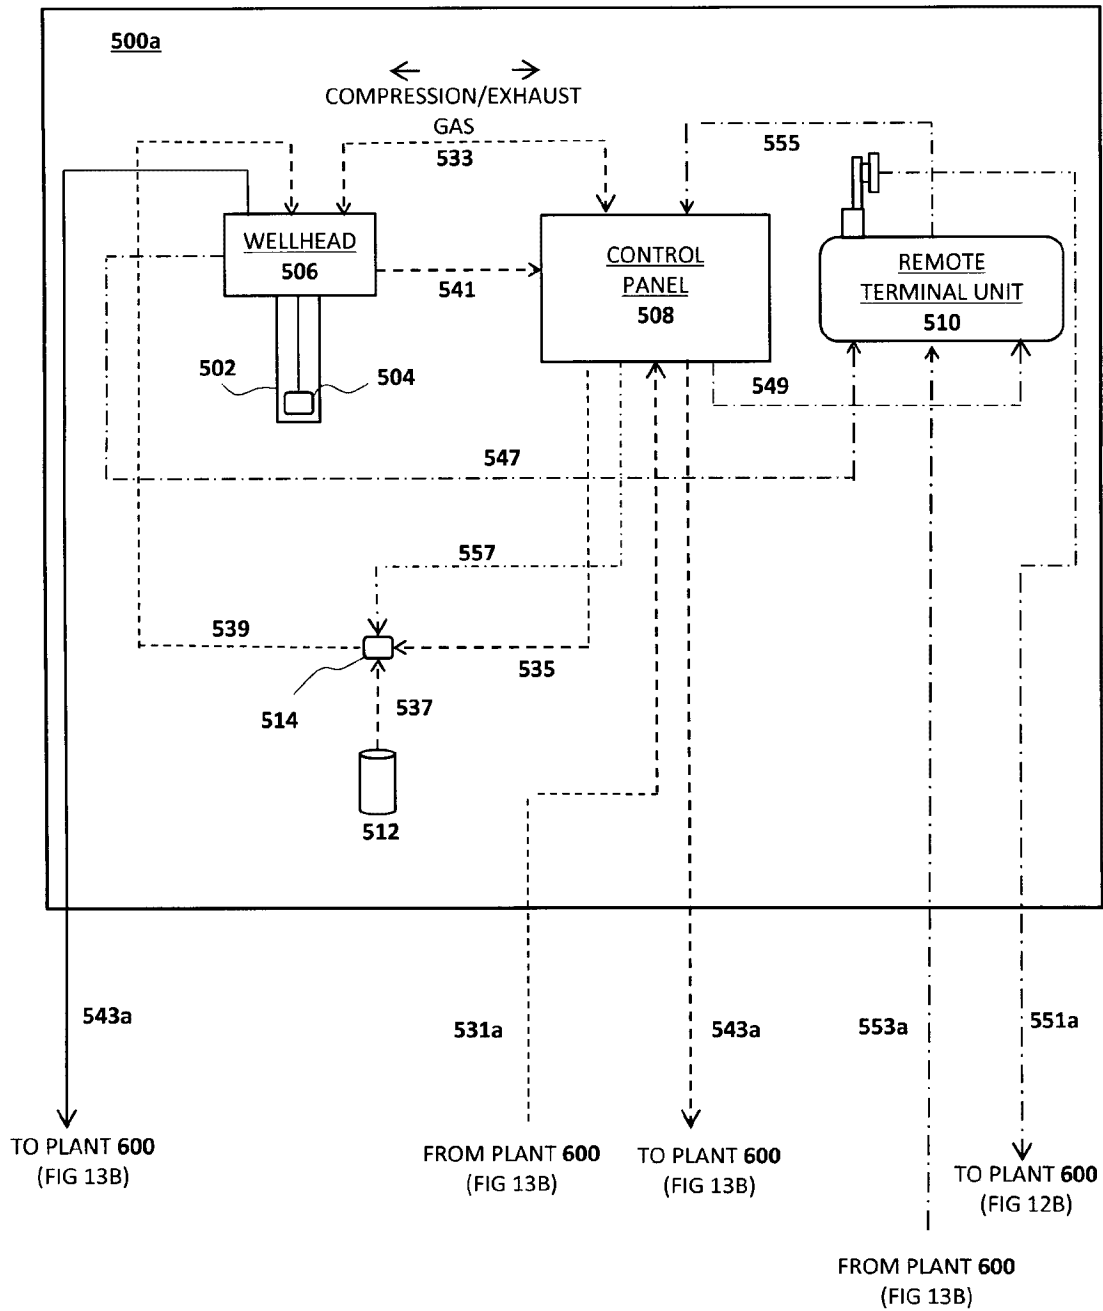 500a
COMPRESSION/EXHAUST
GAS
533
555
WELLHEAD
506
541
CONTROL
PANEL
508
REMOTE
TERMINAL UNIT
510
502
504
549
547
557
539
535
514
537
512
543a
531a
543a
553a
551a
TO PLANT 600
(FIG 13B)
FROM PLANT 600
(FIG 13B)
TO PLANT 600
(FIG 13B)
TO PLANT 600
(FIG 12B)
FROM PLANT 600
(FIG 13B)